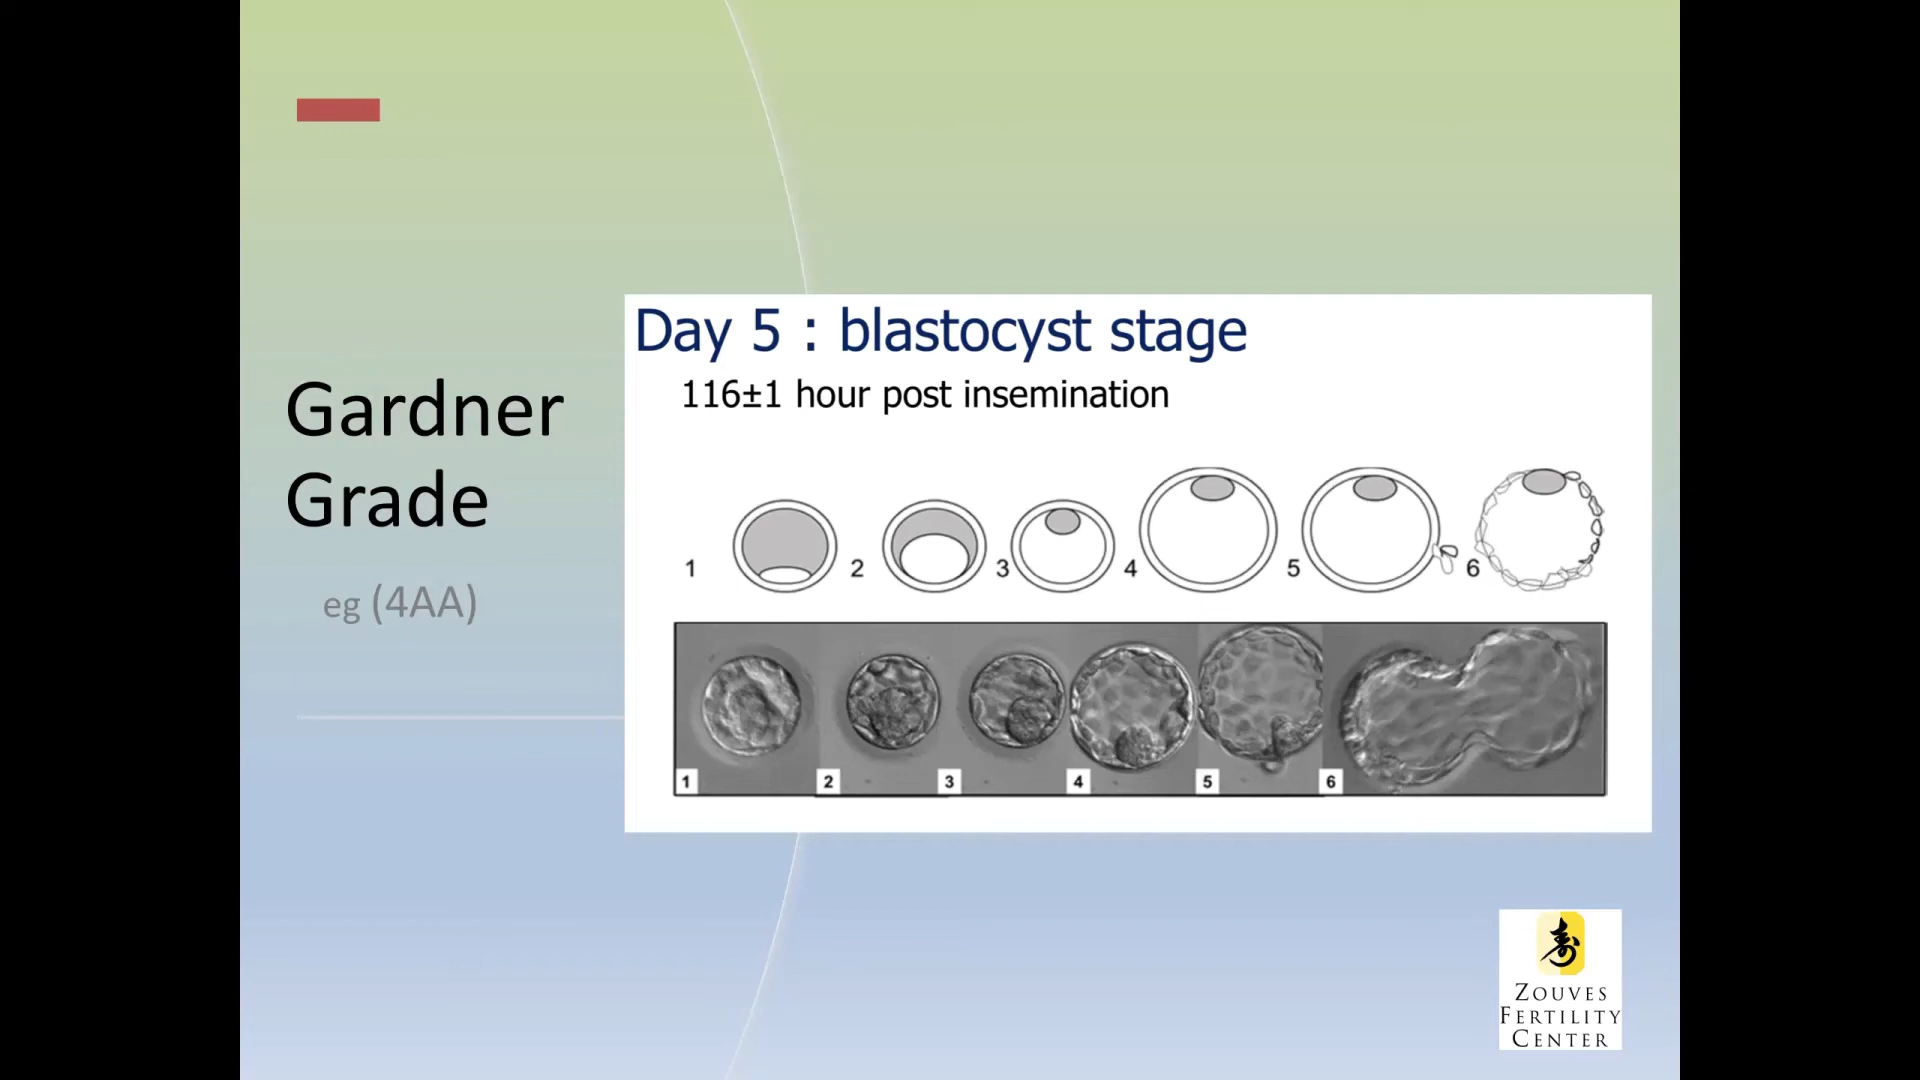 Gardner
Grade
eg (4AA)
Day 5 : blastocyst stage
116±1 hour post insemination
1 2 3 4 5 6
1 2 3 4 5 6
寿
ZOUVES
FERTILITY
CENTER